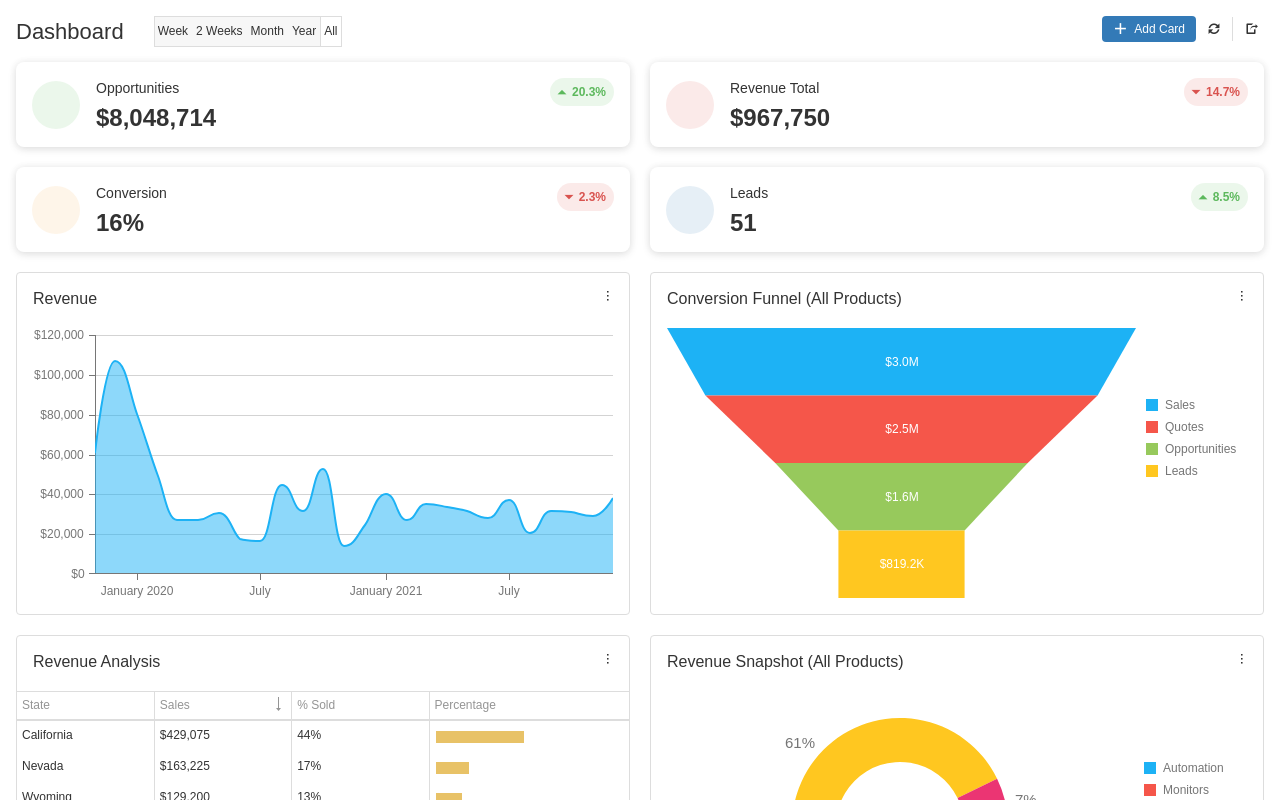 Dashboard
Week 2 Weeks Month Year All
Add Card
Opportunities
$8,048,714
20.3%
Revenue Total
$967,750
14.7%
Conversion
16%
2.3%
Leads
51
8.5%
Revenue
$120,000
$100,000
$80,000
$60,000
$40,000
$20,000
$0
January 2020 July January 2021 July
Conversion Funnel (All Products)
$3.0M
$2.5M
$1.6M
$819.2K
Sales
Quotes
Opportunities
Leads
Revenue Analysis
State Sales % Sold Percentage
California $429,075 44%
Nevada $163,225 17%
Wyoming $129,200 13%
Revenue Snapshot (All Products)
61%
7%
Automation
Monitors